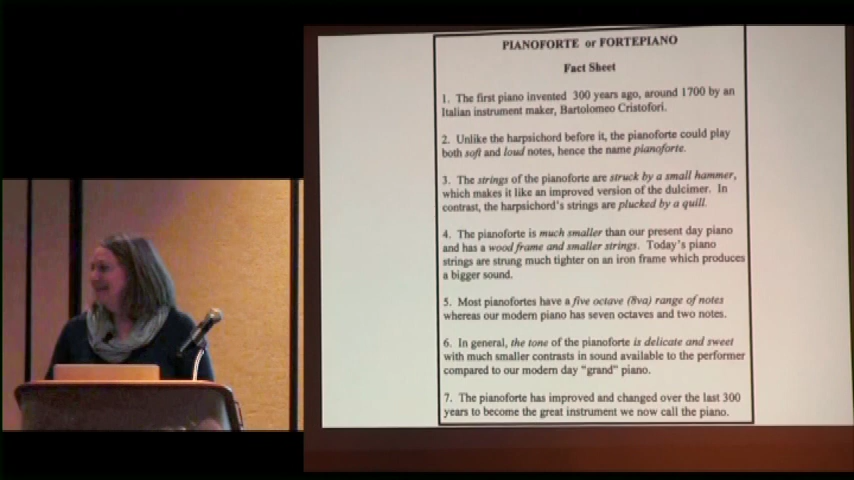 PIANOFORTE or FORTEPIANO
Fact Sheet
1. The first piano invented 300 years ago, around 1700 by an
Italian instrument maker, Bartolomeo Cristofori.
2. Unlike the harpsichord before it, the pianoforte could play
both soft and loud notes, hence the name pianoforte.
3. The strings of the pianoforte are struck by a small hammer,
which makes it like an improved version of the dulcimer. In
contrast, the harpsichord's strings are plucked by a quill.
4. The pianoforte is much smaller than our present day piano
and has a wood frame and smaller strings. Today's piano
strings are strung much tighter on an iron frame which produces
a bigger sound.
5. Most pianofortes have a five octave (8va) range of notes
whereas our modern piano has seven octaves and two notes.
6. In general, the tone of the pianoforte is delicate and sweet
with much smaller contrasts in sound available to the performer
compared to our modern day “grand” piano.
7. The pianoforte has improved and changed over the last 300
years to become the great instrument we now call the piano.